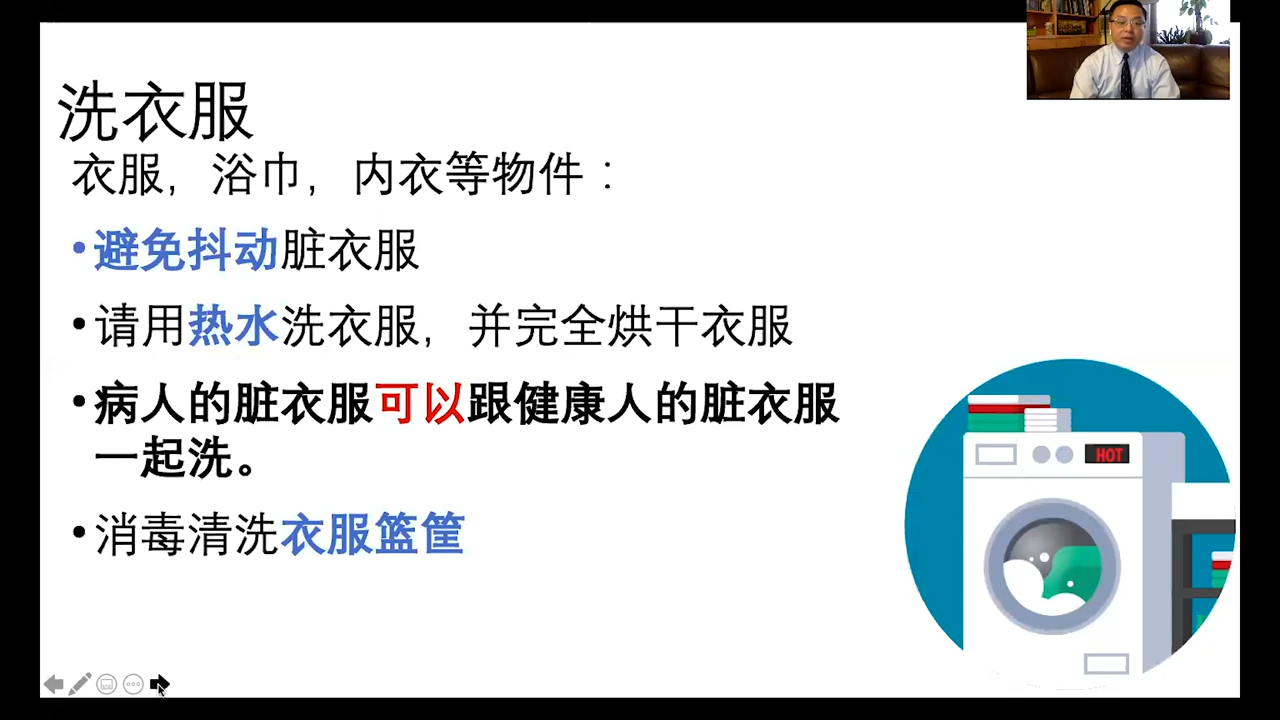 洗衣服
衣服，浴巾，内衣等物件：
•避免抖动脏衣服
•请用热水洗衣服，并完全烘干衣服
•病人的脏衣服可以跟健康人的脏衣服
一起洗。
•消毒清洗衣服篮筐
HOT